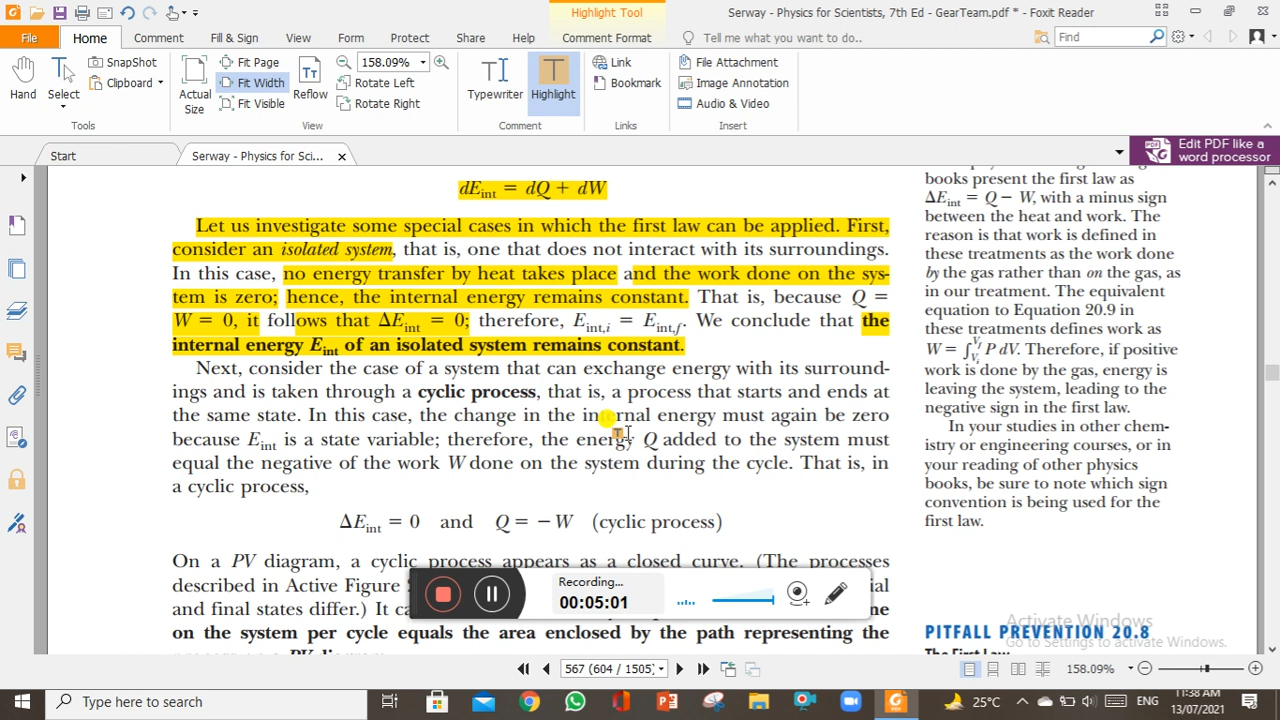 Highlight Tool
Serway - Physics for Scientists, 7th Ed - GearTeam.pdf * - Foxit Reader
File
Home
Comment
Fill & Sign
View
Form
Protect
Share
Help
Comment Format
Tell me what you want to do..
Find
Hand
Select
SnapShot
Clipboard
Tools
Actual Size
Fit Page
Fit Width
Fit Visible
Reflow
158.09%
Rotate Left
Rotate Right
View
Typewriter
Highlight
Comment
Link
Bookmark
Links
File Attachment
Image Annotation
Audio & Video
Insert
Start
Serway - Physics for Sci...
Edit PDF like a
word processor
dEint = dQ + dW
Let us investigate some special cases in which the first law can be applied. First,
consider an isolated system, that is, one that does not interact with its surroundings.
In this case, no energy transfer by heat takes place and the work done on the sys-
tem is zero; hence, the internal energy remains constant. That is, because Q =
W = 0, it follows that ΔEint = 0; therefore, Eint,i = Eint,f. We conclude that the
internal energy Eint of an isolated system remains constant.
Next, consider the case of a system that can exchange energy with its surround-
ings and is taken through a cyclic process, that is, a process that starts and ends at
the same state. In this case, the change in the internal energy must again be zero
because Eint is a state variable; therefore, the energy Q added to the system must
equal the negative of the work W done on the system during the cycle. That is, in
a cyclic process,
ΔEint = 0 and Q = −W (cyclic process)
On a PV diagram, a cyclic process appears as a closed curve. (The processes
described in Active Figure
and final states differ.) It ca
on the system per cycle equals the area enclosed by the path representing the
books present the first law as
ΔEint = Q − W, with a minus sign
between the heat and work. The
reason is that work is defined in
these treatments as the work done
by the gas rather than on the gas, as
in our treatment. The equivalent
equation to Equation 20.9 in
these treatments defines work as
W = ∫ViVf P dV. Therefore, if positive
work is done by the gas, energy is
leaving the system, leading to the
negative sign in the first law.
In your studies in other chem-
istry or engineering courses, or in
your reading of other physics
books, be sure to note which sign
convention is being used for the
first law.
PITFALL PREVENTION 20.8
The First Law
Recording...
00:05:01
Activate Windows
Go to Settings to activate Windows.
567 (604 / 1505)
158.09%
Type here to search
25°C
ENG
11:38 AM
13/07/2021